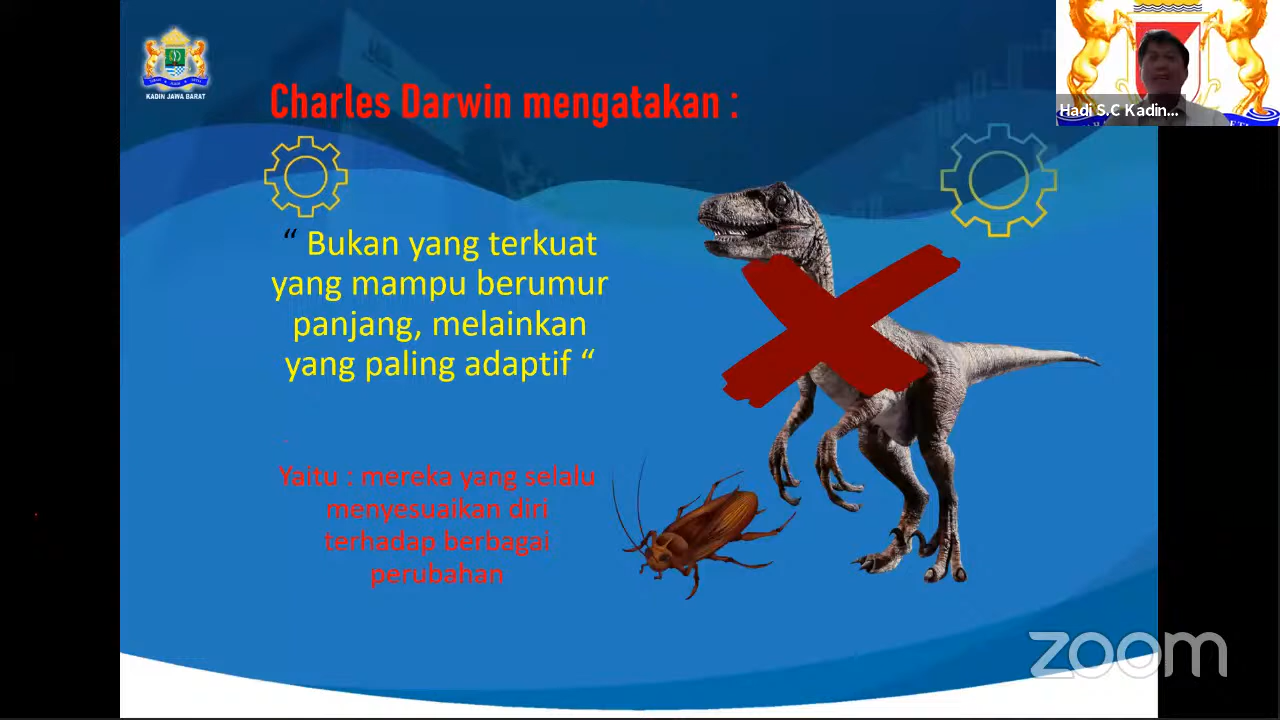 KADIN JAWA BARAT
Charles Darwin mengatakan :
“ Bukan yang terkuat
yang mampu berumur
panjang, melainkan
yang paling adaptif “
Yaitu : mereka yang selalu
menyesuaikan diri
terhadap berbagai
perubahan
Hadi S.C Kadin...
zoom